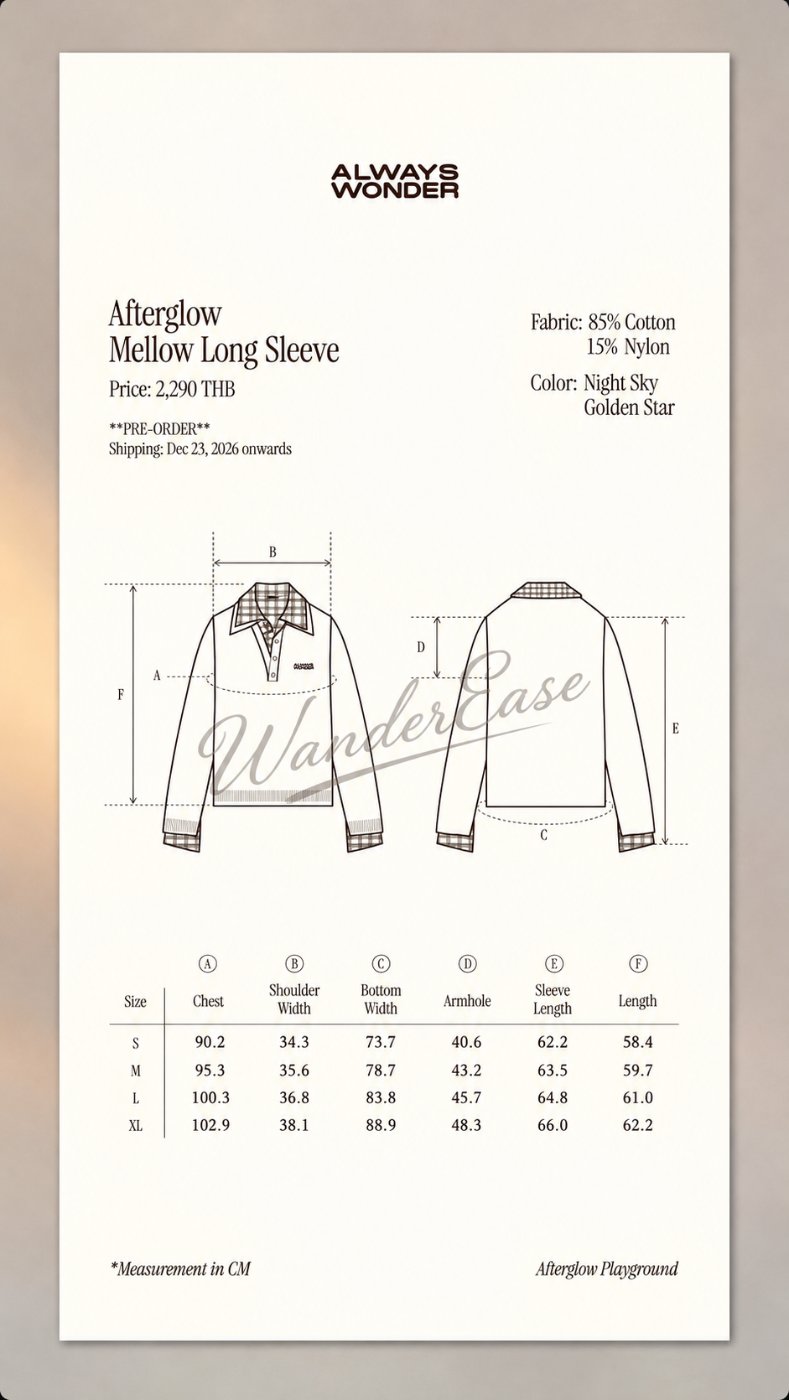 ALWAYS
WONDER
Afterglow
Mellow Long Sleeve
Price: 2,290 THB
**PRE-ORDER**
Shipping: Dec 23, 2026 onwards
Fabric: 85% Cotton
15% Nylon
Color: Night Sky
Golden Star
B
A
F
ALWAYS
WONDER
D
E
C
WanderEase
A B C D E F
Size Chest Shoulder Width Bottom Width Armhole Sleeve Length Length
S 90.2 34.3 73.7 40.6 62.2 58.4
M 95.3 35.6 78.7 43.2 63.5 59.7
L 100.3 36.8 83.8 45.7 64.8 61.0
XL 102.9 38.1 88.9 48.3 66.0 62.2
*Measurement in CM
Afterglow Playground